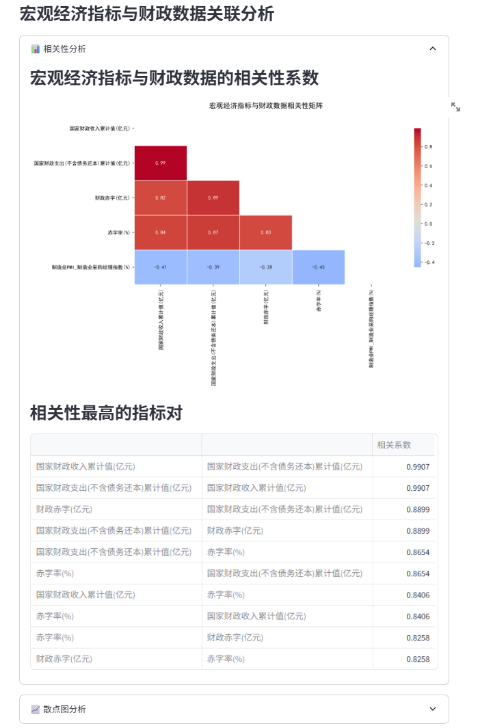 宏观经济指标与财政数据关联分析
相关性分析
宏观经济指标与财政数据的相关性系数
宏观经济指标与财政数据相关性矩阵
国家财政收入累计值(亿元)
国家财政支出(不含债务还本)累计值(亿元)
0.99
财政赤字(亿元)
0.82 0.89
赤字率(%)
0.84 0.87 0.83
制造业PMI_制造业采购经理指数(%)
-0.41 -0.39 -0.28 -0.43
0.8
0.6
0.4
0.2
0.0
-0.2
-0.4
国家财政收入累计值(亿元)
国家财政支出(不含债务还本)累计值(亿元)
财政赤字(亿元)
赤字率(%)
制造业PMI_制造业采购经理指数(%)
相关性最高的指标对
相关系数
国家财政收入累计值(亿元) 国家财政支出(不含债务还本)累计值(亿元) 0.9907
国家财政支出(不含债务还本)累计值(亿元) 国家财政收入累计值(亿元) 0.9907
财政赤字(亿元) 国家财政支出(不含债务还本)累计值(亿元) 0.8899
国家财政支出(不含债务还本)累计值(亿元) 财政赤字(亿元) 0.8899
国家财政支出(不含债务还本)累计值(亿元) 赤字率(%) 0.8654
赤字率(%) 国家财政支出(不含债务还本)累计值(亿元) 0.8654
国家财政收入累计值(亿元) 赤字率(%) 0.8406
赤字率(%) 国家财政收入累计值(亿元) 0.8406
赤字率(%) 财政赤字(亿元) 0.8258
财政赤字(亿元) 赤字率(%) 0.8258
散点图分析